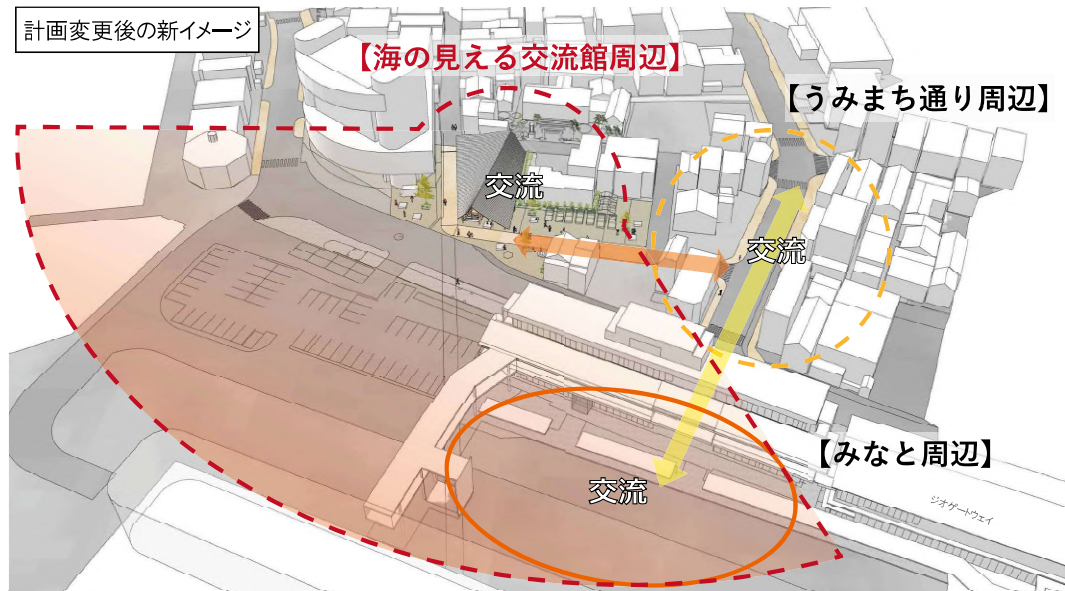 計画変更後の新イメージ
【海の見える交流館周辺】
【うみまち通り周辺】
交流
交流
【みなと周辺】
交流
ジオゲートウェイ